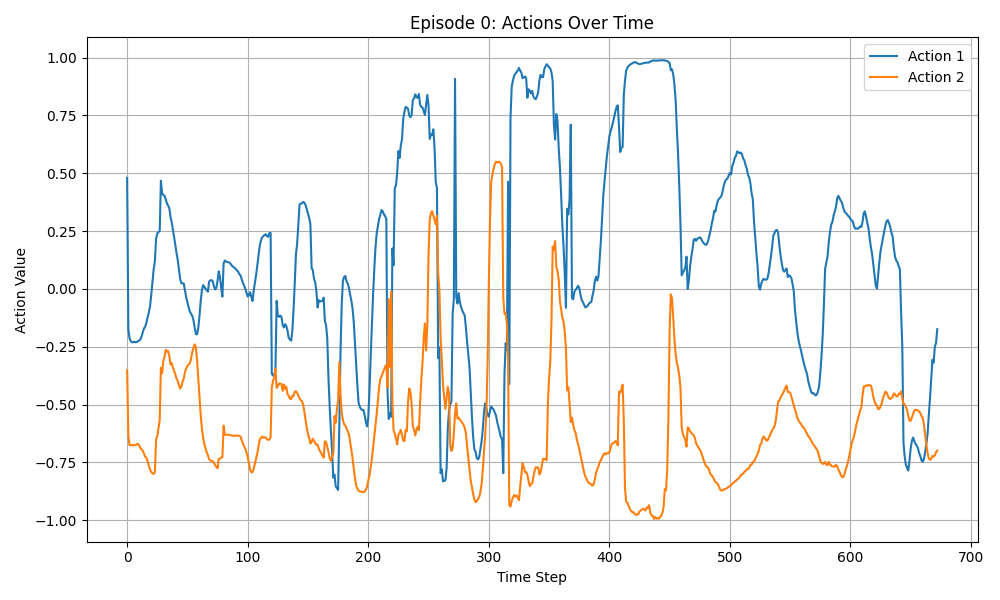 Episode 0: Actions Over Time
Action 1
Action 2
Action Value
1.00
0.75
0.50
0.25
0.00
−0.25
−0.50
−0.75
−1.00
0 100 200 300 400 500 600 700
Time Step